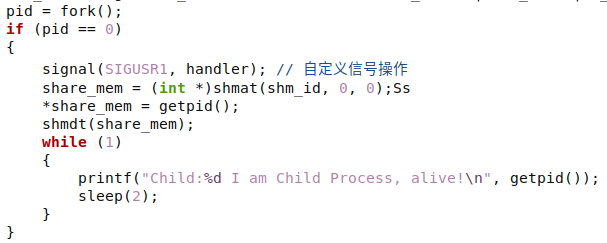 pid = fork();
if (pid == 0)
{
    signal(SIGUSR1, handler); // 自定义信号操作
    share_mem = (int *)shmat(shm_id, 0, 0);Ss
    *share_mem = getpid();
    shmdt(share_mem);
    while (1)
    {
        printf("Child:%d I am Child Process, alive!\n", getpid());
        sleep(2);
    }
}